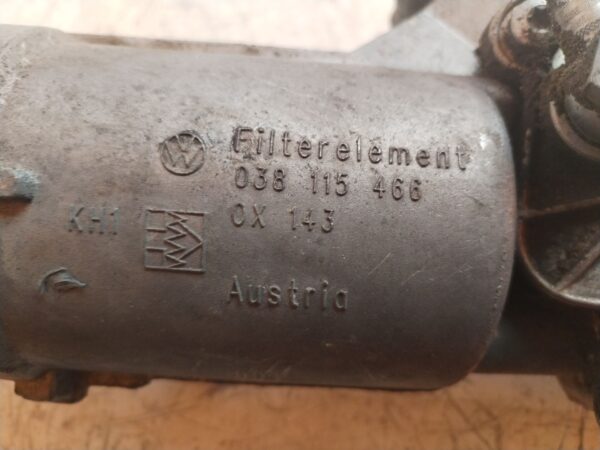 Filterelement
038 115 466
KH1 OX 143
Austria